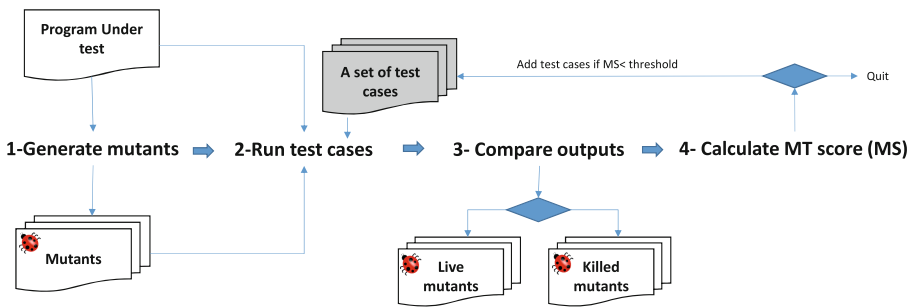 Program Under
test
A set of test
cases
Add test cases if MS< threshold
Quit
1-Generate mutants
2-Run test cases
3- Compare outputs
4- Calculate MT score (MS)
Mutants
Live
mutants
Killed
mutants